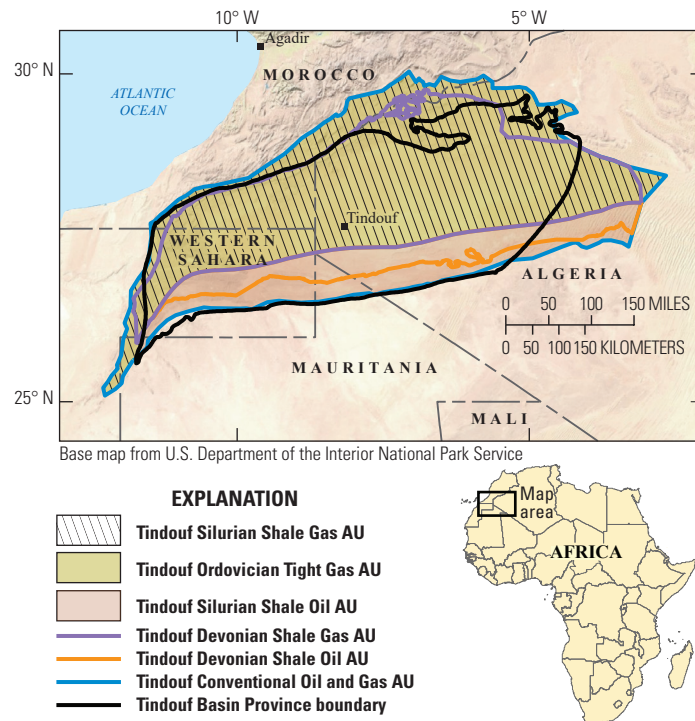 10° W
5° W
Agadir
30° N
MOROCCO
ATLANTIC
OCEAN
Tindouf
WESTERN
SAHARA
ALGERIA
0 50 100 150 MILES
0 50 100 150 KILOMETERS
MAURITANIA
25° N
MALI
Base map from U.S. Department of the Interior National Park Service
EXPLANATION
Tindouf Silurian Shale Gas AU
Tindouf Ordovician Tight Gas AU
Tindouf Silurian Shale Oil AU
Tindouf Devonian Shale Gas AU
Tindouf Devonian Shale Oil AU
Tindouf Conventional Oil and Gas AU
Tindouf Basin Province boundary
Map
area
AFRICA